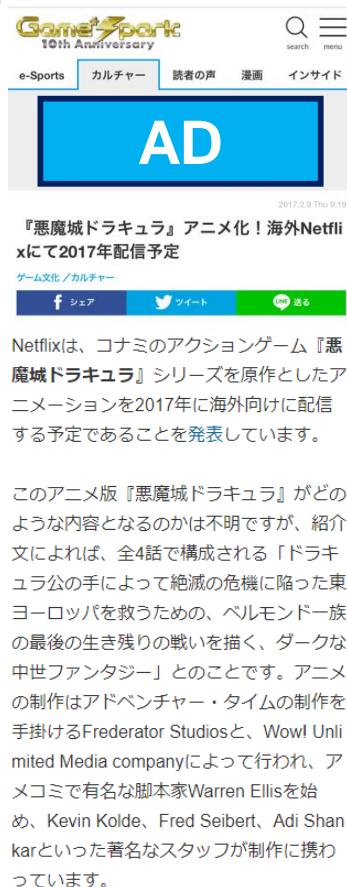 Game*Spark
10th Anniversary
search
menu
e-Sports
カルチャー
読者の声
漫画
インサイド
AD
2017.2.9 Thu 9:19
『悪魔城ドラキュラ』アニメ化！海外Netfli
xにて2017年配信予定
ゲーム文化 ／カルチャー
シェア
ツイート
LINE
送る
Netflixは、コナミのアクションゲーム『悪
魔城ドラキュラ』シリーズを原作としたア
ニメーションを2017年に海外向けに配信
する予定であることを発表しています。
このアニメ版『悪魔城ドラキュラ』がどの
ような内容となるのかは不明ですが、紹介
文によれば、全4話で構成される「ドラキ
ュラ公の手によって絶滅の危機に陥った東
ヨーロッパを救うための、ベルモンド一族
の最後の生き残りの戦いを描く、ダークな
中世ファンタジー」とのことです。アニメ
の制作はアドベンチャー・タイムの制作を
手掛けるFrederator Studiosと、Wow! Unli
mited Media companyによって行われ、ア
メコミで有名な脚本家Warren Ellisを始
め、Kevin Kolde、Fred Seibert、Adi Shan
karといった著名なスタッフが制作に携わ
っています。